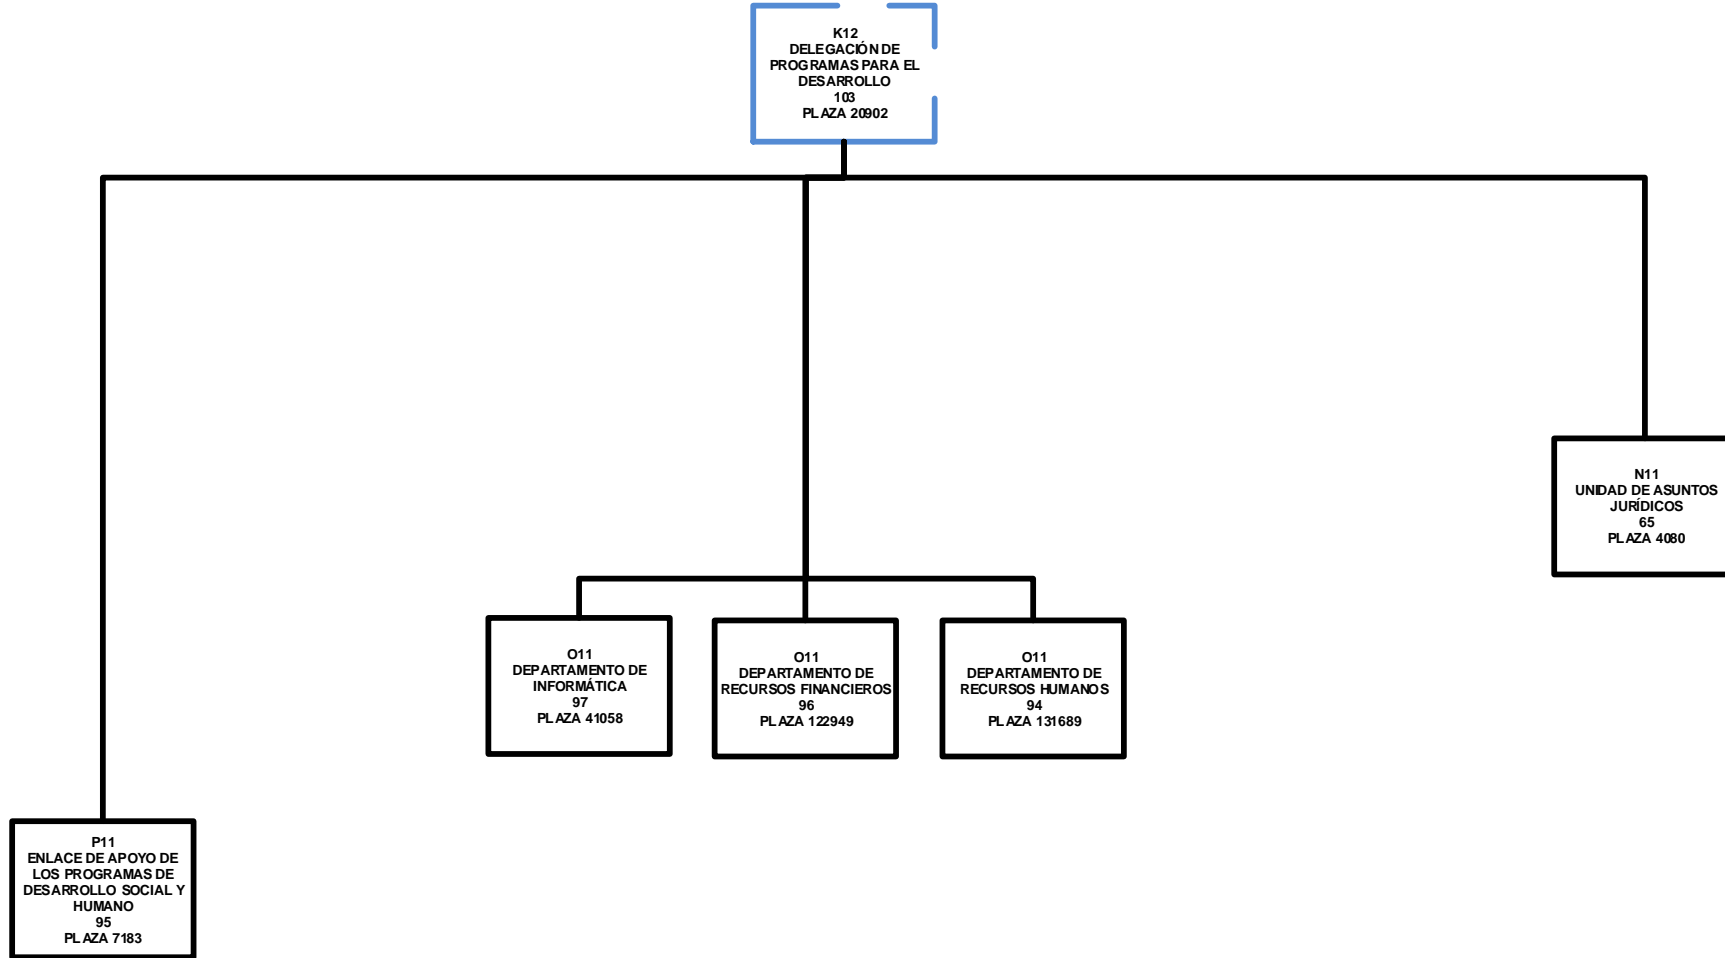 K12
DELEGACIÓN DE
PROGRAMAS PARA EL
DESARROLLO
103
PLAZA 20902
N11
UNIDAD DE ASUNTOS
JURÍDICOS
65
PLAZA 4080
O11
DEPARTAMENTO DE
INFORMÁTICA
97
PLAZA 41058
O11
DEPARTAMENTO DE
RECURSOS FINANCIEROS
96
PLAZA 122949
O11
DEPARTAMENTO DE
RECURSOS HUMANOS
94
PLAZA 131689
P11
ENLACE DE APOYO DE
LOS PROGRAMAS DE
DESARROLLO SOCIAL Y
HUMANO
95
PLAZA 7183